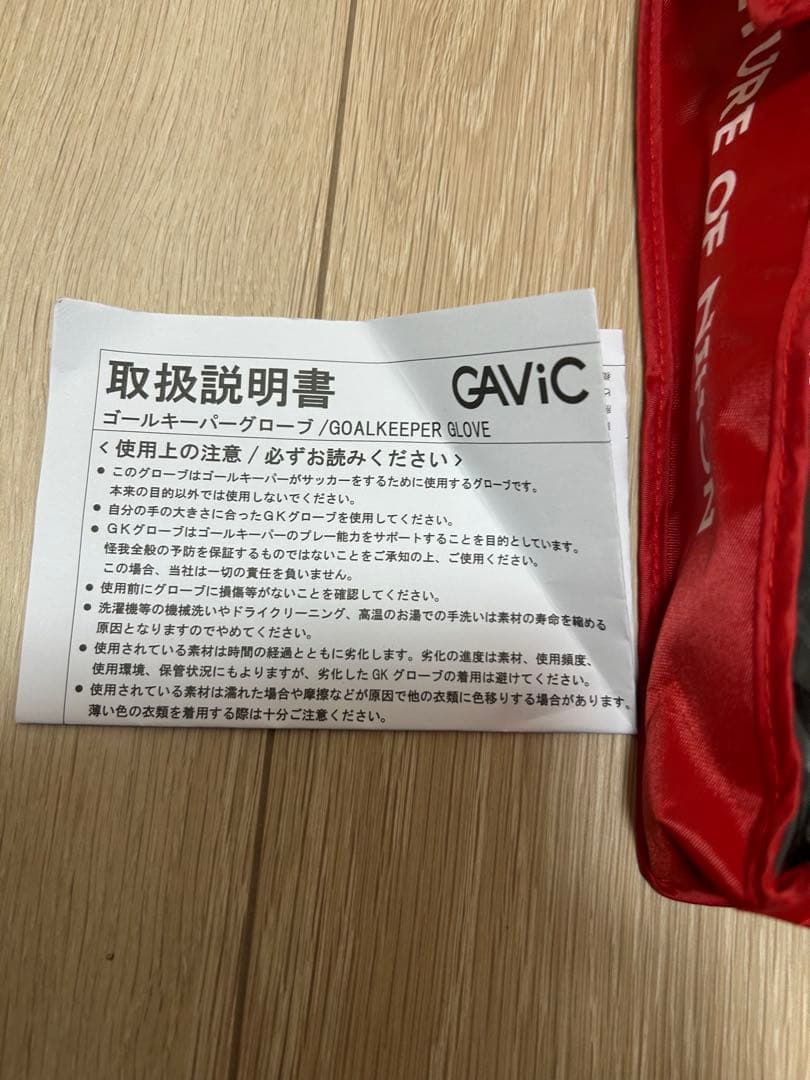 取扱説明書
GAViC
ゴールキーパーグローブ/GOALKEEPER GLOVE
<使用上の注意/必ずお読みください>
● このグローブはゴールキーパーがサッカーをするために使用するグローブです。
本来の目的以外では使用しないでください。
● 自分の手の大きさに合ったGKグローブを使用してください。
● GKグローブはゴールキーパーのプレー能力をサポートすることを目的としています。
怪我全般の予防を保証するものではないことをご承知の上、ご使用ください。
この場合、当社は一切の責任を負いません。
● 使用前にグローブに損傷等がないことを確認してください。
● 洗濯機等の機械洗いやドライクリーニング、高温のお湯での手洗いは素材の寿命を縮める
原因となりますのでやめてください。
● 使用されている素材は時間の経過とともに劣化します。劣化の進度は素材、使用頻度、
使用環境、保管状況にもよりますが、劣化したGKグローブの着用は避けてください。
● 使用されている素材は濡れた場合や摩擦などが原因で他の衣類に色移りする場合があります。
薄い色の衣類を着用する際は十分ご注意ください。
TURE OF